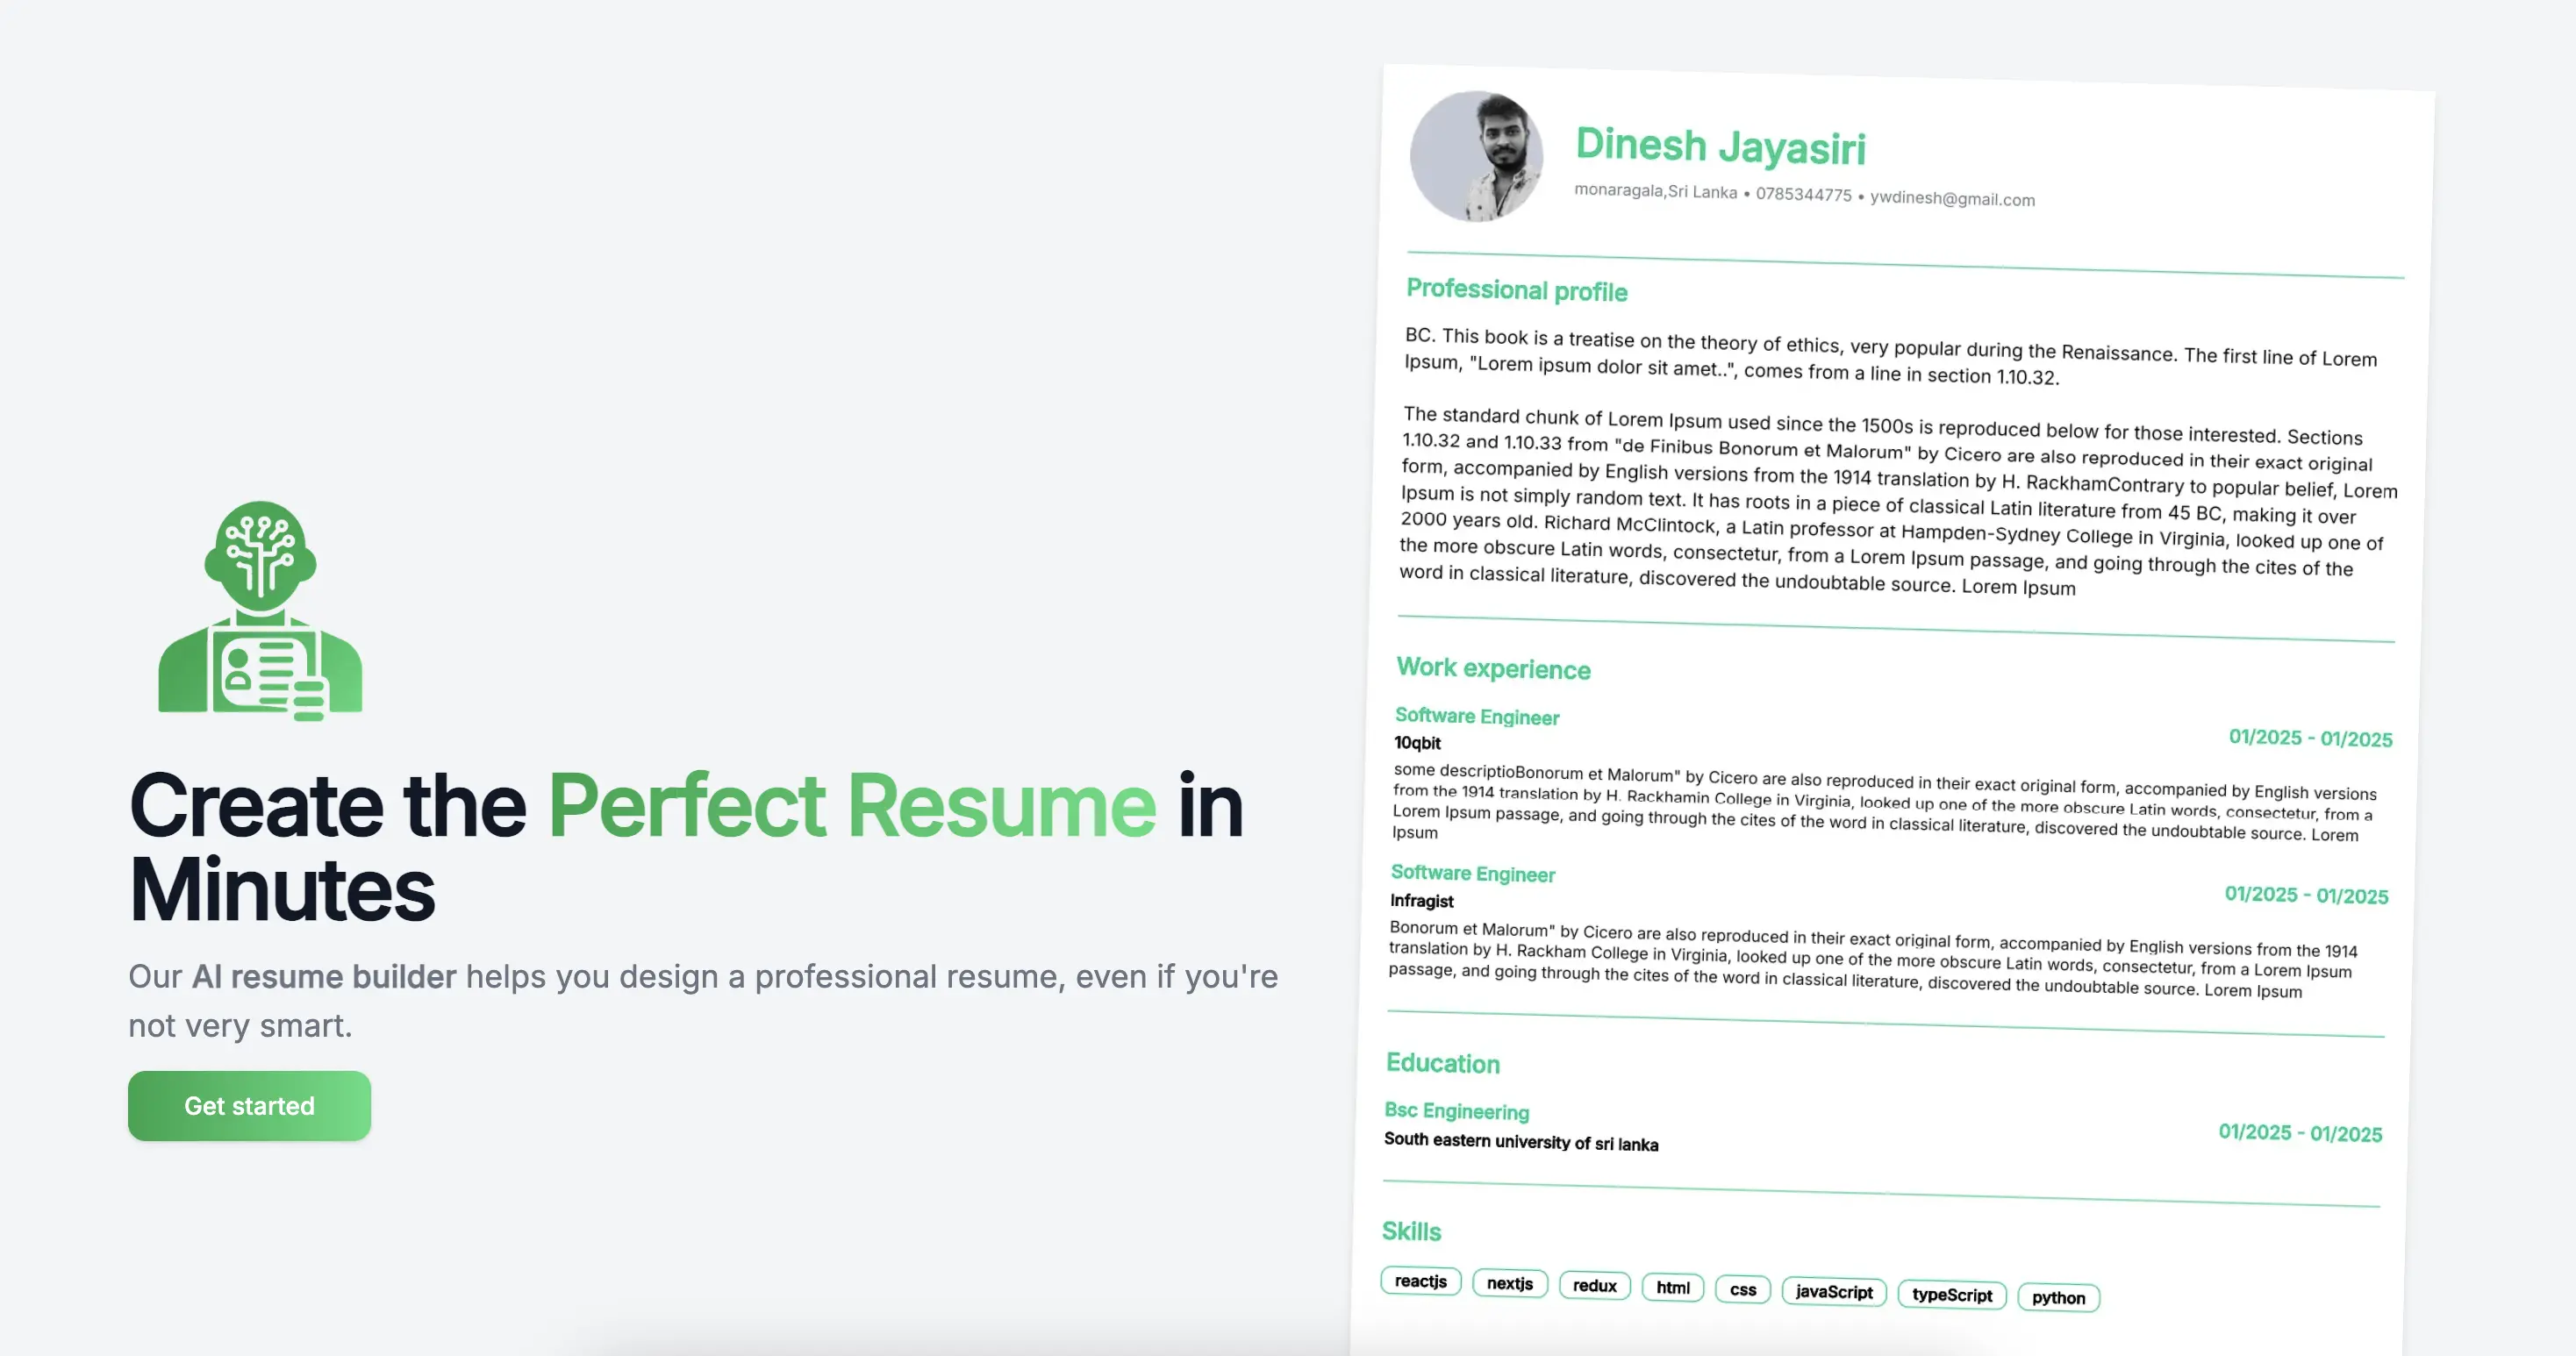 Create the Perfect Resume in
Minutes
Our AI resume builder helps you design a professional resume, even if you're
not very smart.
Get started
Dinesh Jayasiri
monaragala,Sri Lanka • 0785344775 • ywdinesh@gmail.com
Professional profile
BC. This book is a treatise on the theory of ethics, very popular during the Renaissance. The first line of Lorem
Ipsum, "Lorem ipsum dolor sit amet..", comes from a line in section 1.10.32.
The standard chunk of Lorem Ipsum used since the 1500s is reproduced below for those interested. Sections
1.10.32 and 1.10.33 from "de Finibus Bonorum et Malorum" by Cicero are also reproduced in their exact original
form, accompanied by English versions from the 1914 translation by H. RackhamContrary to popular belief, Lorem
Ipsum is not simply random text. It has roots in a piece of classical Latin literature from 45 BC, making it over
2000 years old. Richard McClintock, a Latin professor at Hampden-Sydney College in Virginia, looked up one of
the more obscure Latin words, consectetur, from a Lorem Ipsum passage, and going through the cites of the
word in classical literature, discovered the undoubtable source. Lorem Ipsum
Work experience
Software Engineer
01/2025 - 01/2025
10qbit
some descriptioBonorum et Malorum" by Cicero are also reproduced in their exact original form, accompanied by English versions
from the 1914 translation by H. Rackhamin College in Virginia, looked up one of the more obscure Latin words, consectetur, from a
Lorem Ipsum passage, and going through the cites of the word in classical literature, discovered the undoubtable source. Lorem
Ipsum
Software Engineer
01/2025 - 01/2025
Infragist
Bonorum et Malorum" by Cicero are also reproduced in their exact original form, accompanied by English versions from the 1914
translation by H. Rackham College in Virginia, looked up one of the more obscure Latin words, consectetur, from a Lorem Ipsum
passage, and going through the cites of the word in classical literature, discovered the undoubtable source. Lorem Ipsum
Education
Bsc Engineering
01/2025 - 01/2025
South eastern university of sri lanka
Skills
reactjs nextjs redux html css javaScript typeScript python